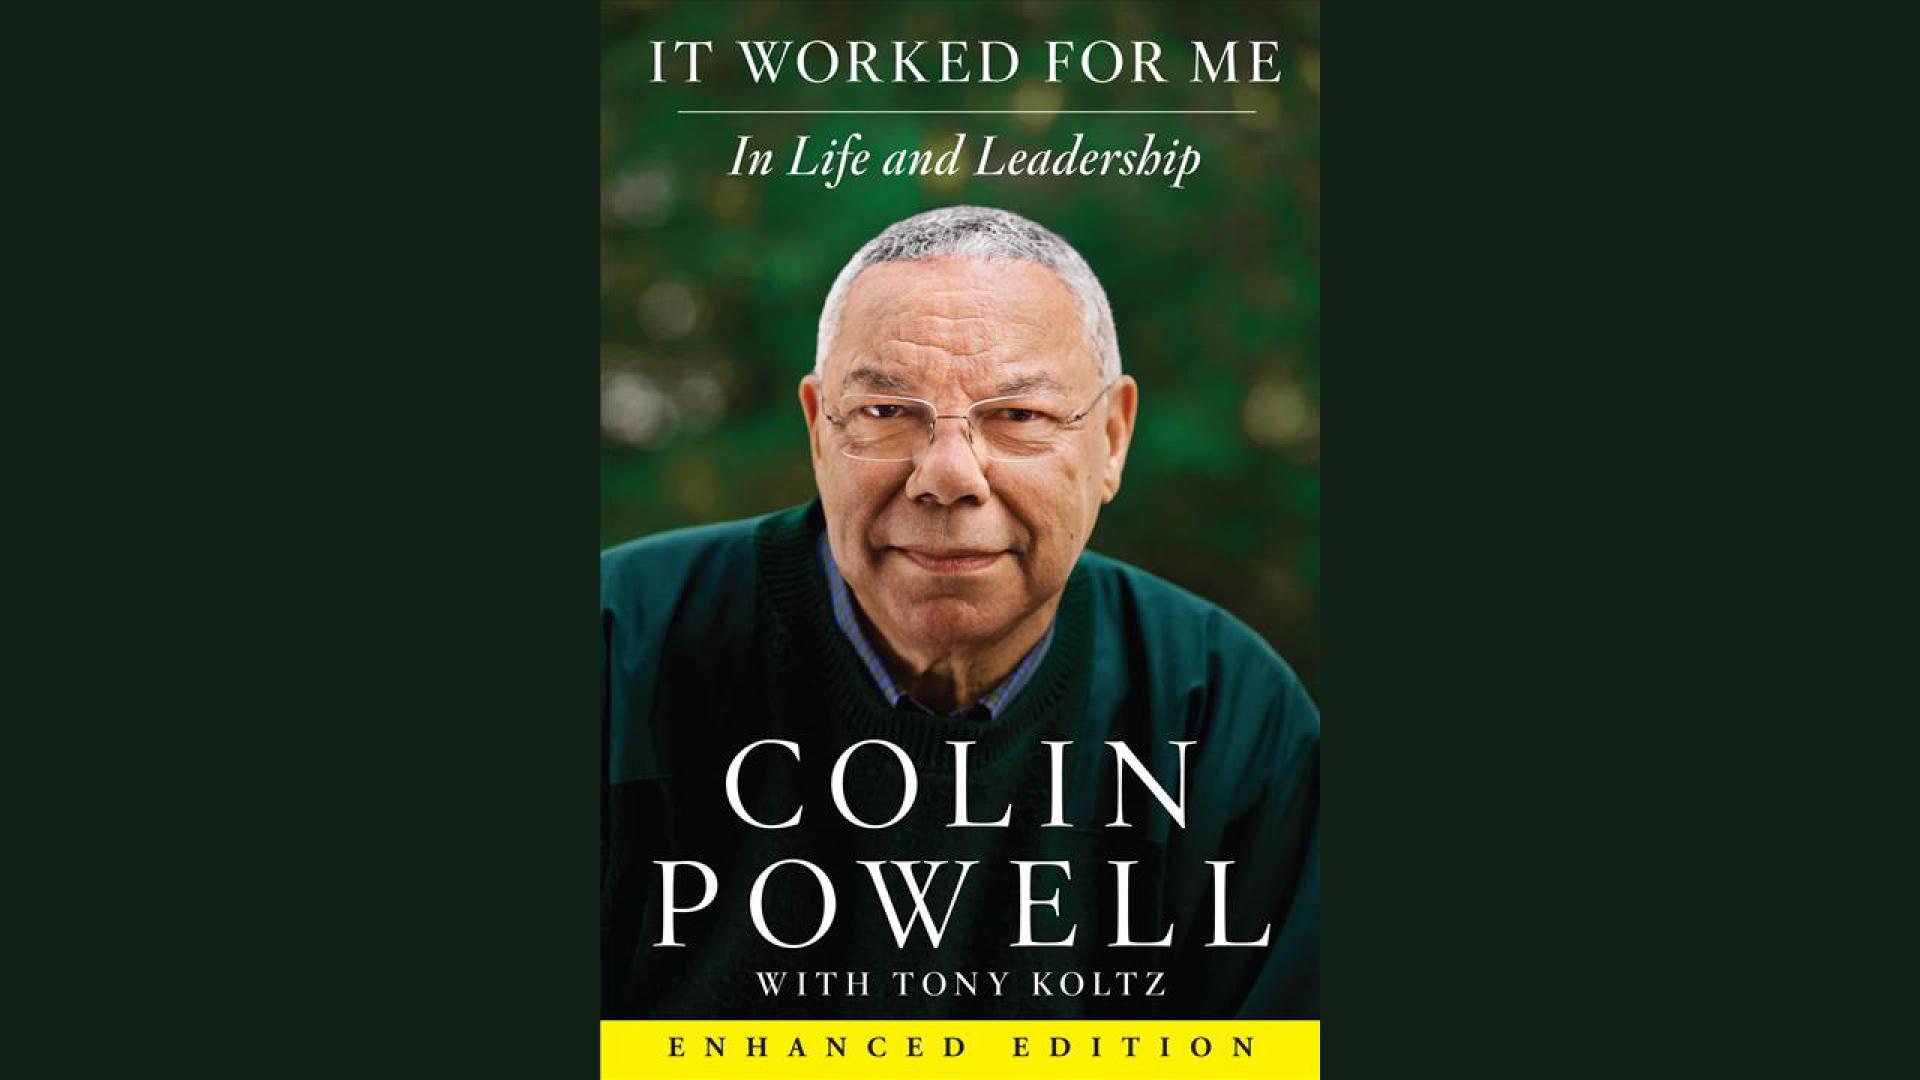 IT WORKED FOR ME
In Life and Leadership
COLIN
POWELL
WITH TONY KOLTZ
ENHANCED EDITION